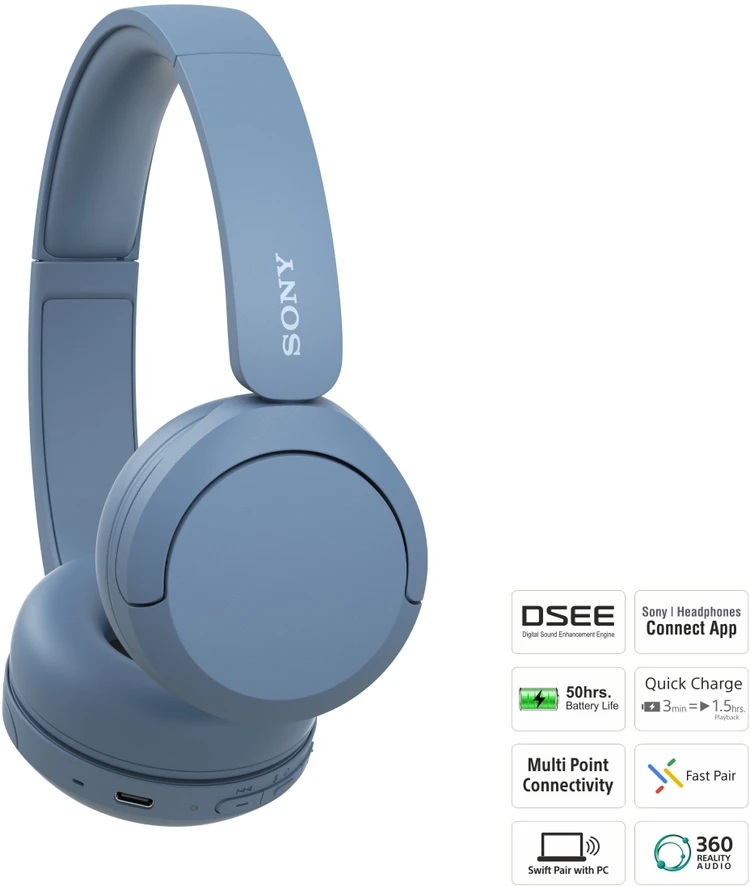 SONY
DSEE
Digital Sound Enhancement Engine
Sony | Headphones
Connect App
50hrs.
Battery Life
Quick Charge
3min = 1.5hrs.
Playback
Multi Point
Connectivity
Fast Pair
Swift Pair with PC
360
REALITY
AUDIO